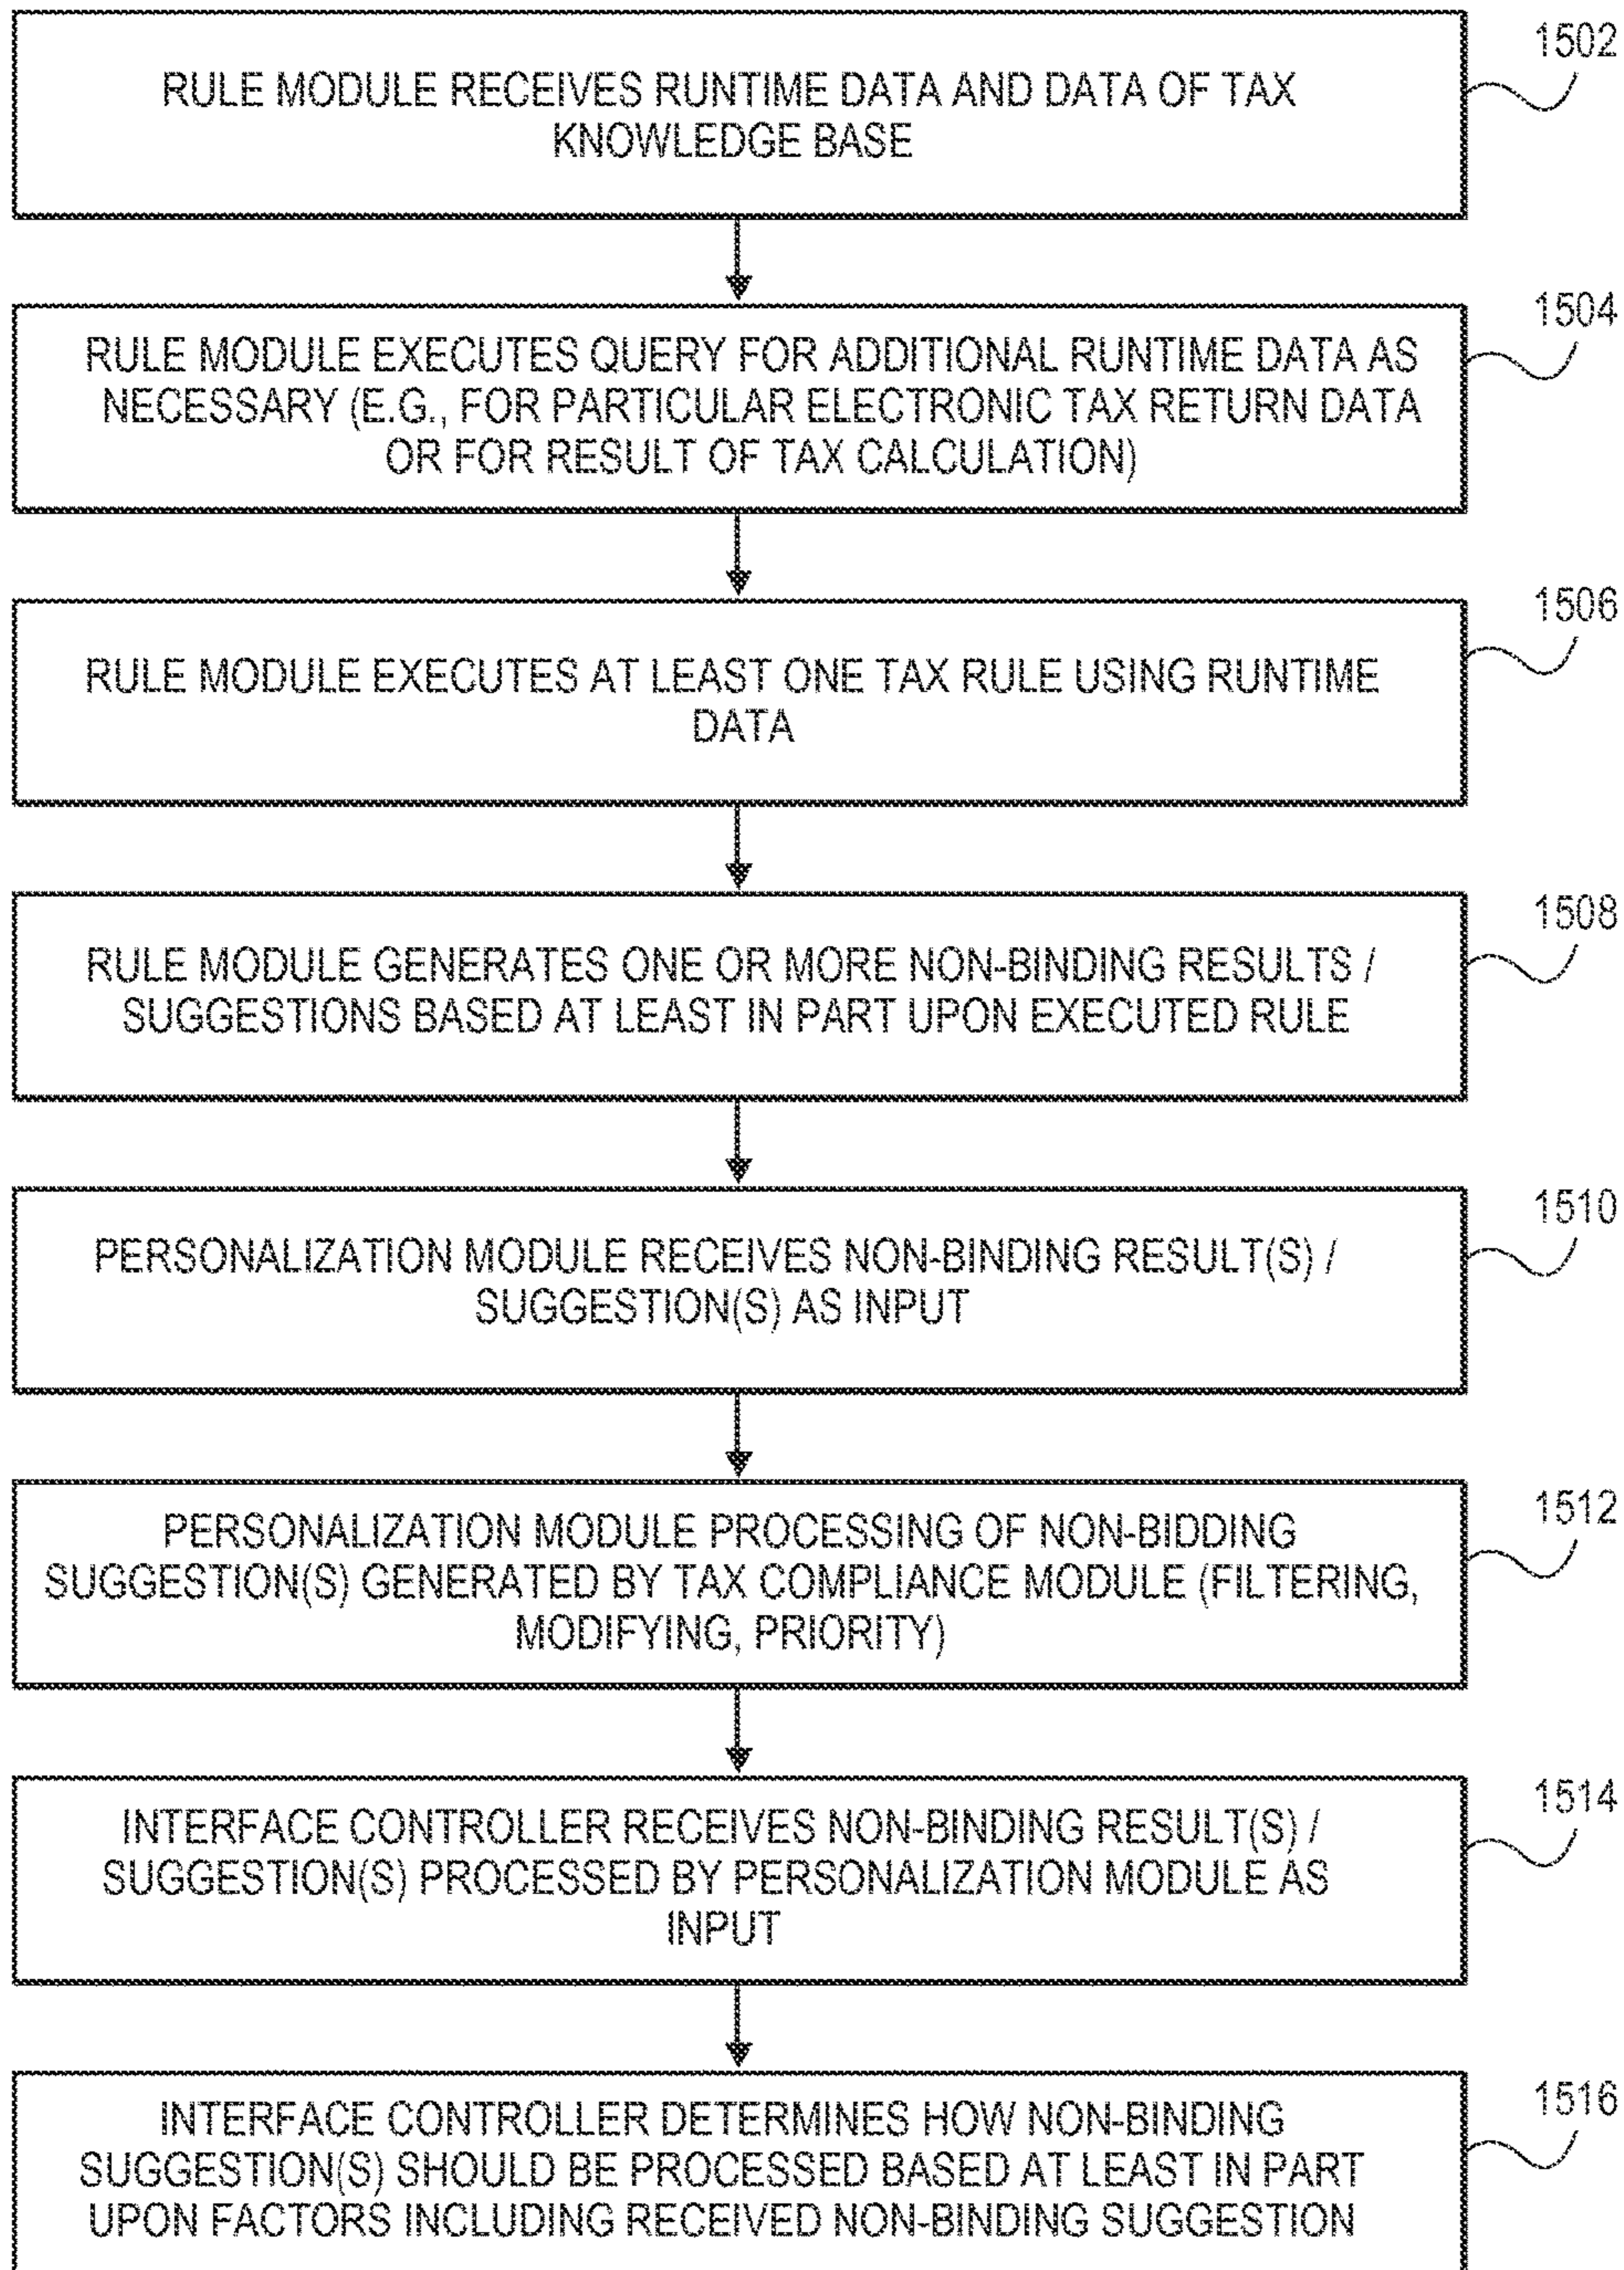 1502
RULE MODULE RECEIVES RUNTIME DATA AND DATA OF TAX
KNOWLEDGE BASE
1504
RULE MODULE EXECUTES QUERY FOR ADDITIONAL RUNTIME DATA AS
NECESSARY (E.G., FOR PARTICULAR ELECTRONIC TAX RETURN DATA
OR FOR RESULT OF TAX CALCULATION)
1506
RULE MODULE EXECUTES AT LEAST ONE TAX RULE USING RUNTIME
DATA
1508
RULE MODULE GENERATES ONE OR MORE NON-BINDING RESULTS /
SUGGESTIONS BASED AT LEAST IN PART UPON EXECUTED RULE
1510
PERSONALIZATION MODULE RECEIVES NON-BINDING RESULT(S) /
SUGGESTION(S) AS INPUT
1512
PERSONALIZATION MODULE PROCESSING OF NON-BIDDING
SUGGESTION(S) GENERATED BY TAX COMPLIANCE MODULE (FILTERING,
MODIFYING, PRIORITY)
1514
INTERFACE CONTROLLER RECEIVES NON-BINDING RESULT(S) /
SUGGESTION(S) PROCESSED BY PERSONALIZATION MODULE AS
INPUT
1516
INTERFACE CONTROLLER DETERMINES HOW NON-BINDING
SUGGESTION(S) SHOULD BE PROCESSED BASED AT LEAST IN PART
UPON FACTORS INCLUDING RECEIVED NON-BINDING SUGGESTION